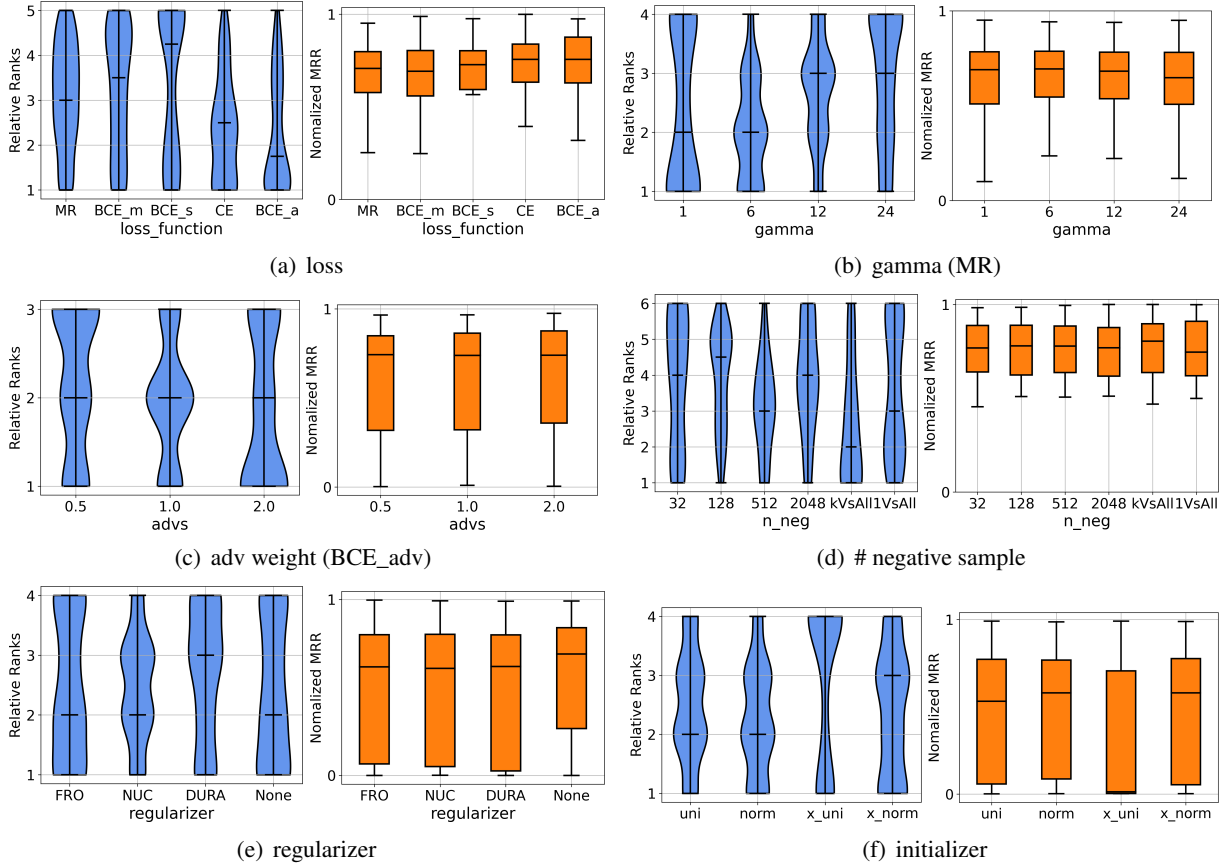 5
4
3
2
1
Relative Ranks
MR BCE_m BCE_s CE BCE_a
loss_function
1
0
Nomalized MRR
MR BCE_m BCE_s CE BCE_a
loss_function
(a) loss
4
3
2
1
Relative Ranks
1 6 12 24
gamma
1
0
Nomalized MRR
1 6 12 24
gamma
(b) gamma (MR)
3
2
1
Relative Ranks
0.5 1.0 2.0
advs
1
0
Nomalized MRR
0.5 1.0 2.0
advs
(c) adv weight (BCE_adv)
6
5
4
3
2
1
Relative Ranks
32 128 512 2048 kVsAll 1VsAll
n_neg
1
0
Nomalized MRR
32 128 512 2048 kVsAll 1VsAll
n_neg
(d) # negative sample
4
3
2
1
Relative Ranks
FRO NUC DURA None
regularizer
1
0
Nomalized MRR
FRO NUC DURA None
regularizer
(e) regularizer
4
3
2
1
Relative Ranks
uni norm x_uni x_norm
1
0
Nomalized MRR
uni norm x_uni x_norm
(f) initializer